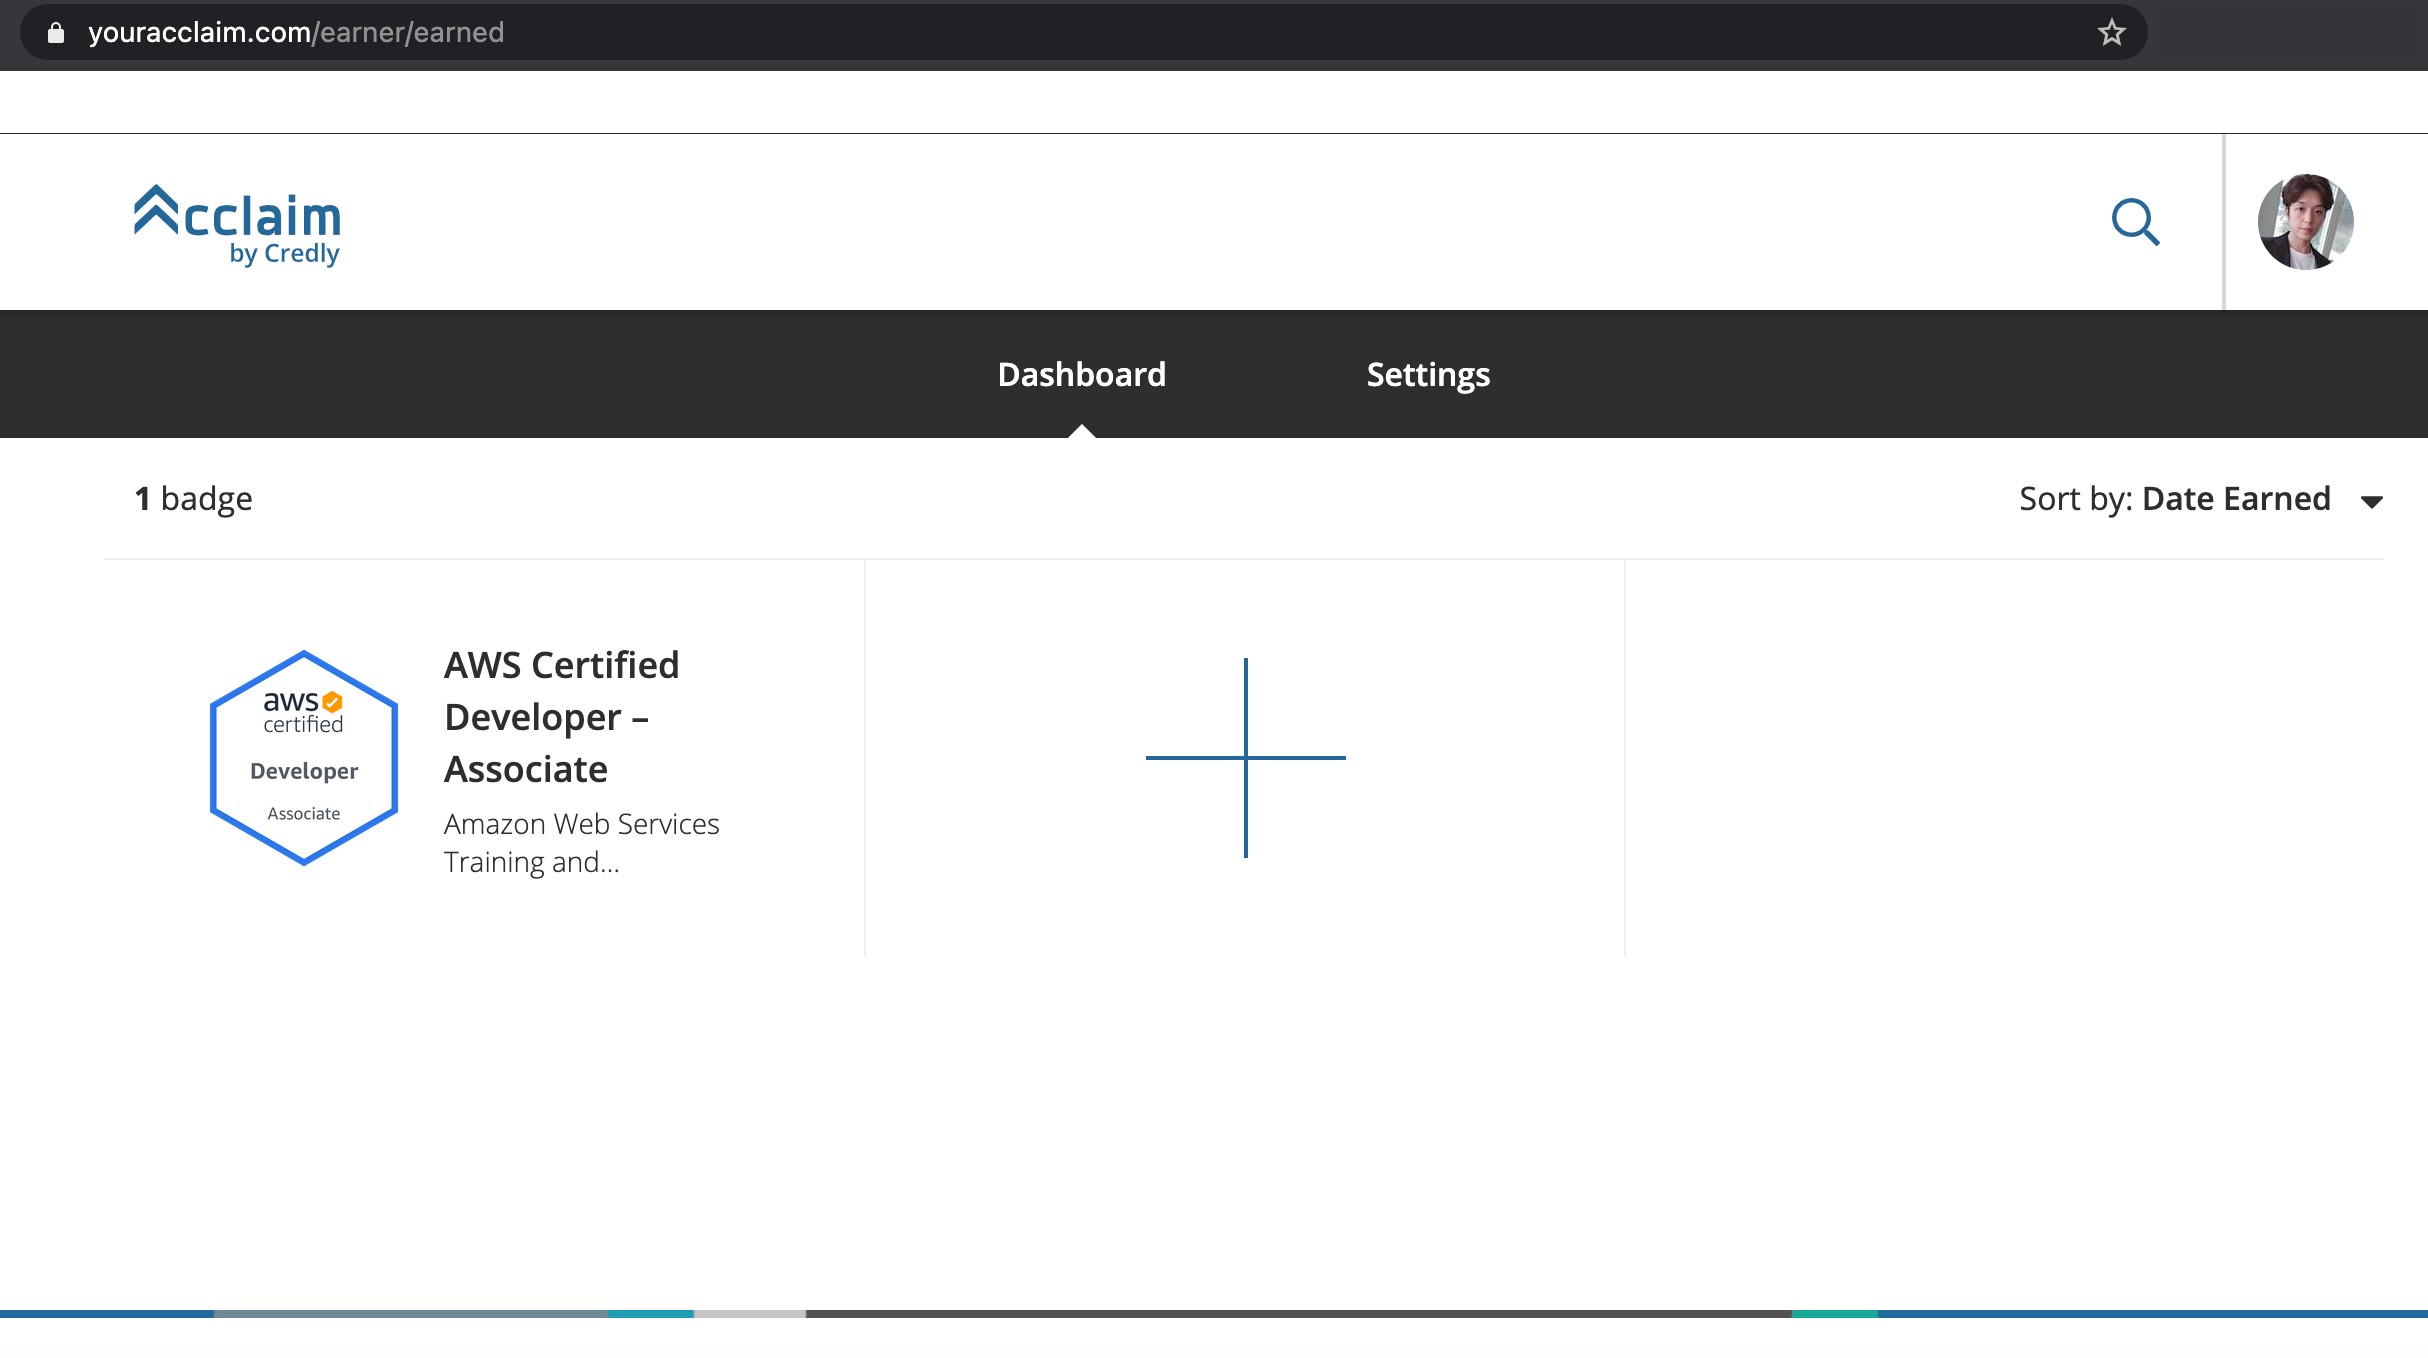 youracclaim.com/earner/earned
cclaim
by Credly
Dashboard
Settings
1 badge
Sort by: Date Earned
aws
certified
Developer
Associate
AWS Certified
Developer –
Associate
Amazon Web Services
Training and...